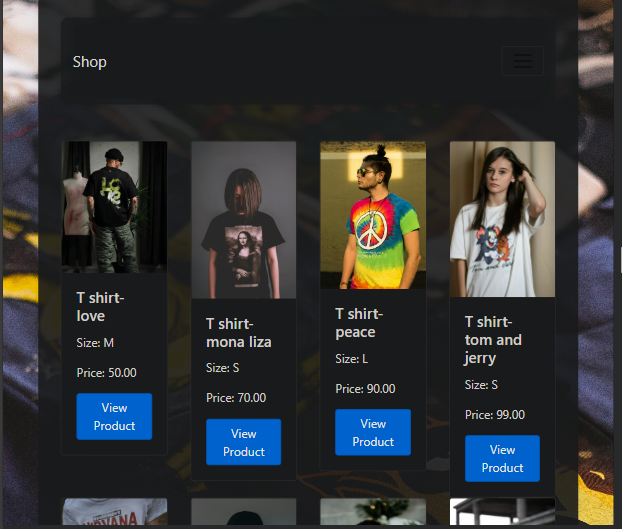 Shop
T shirt-
love
Size: M
Price: 50.00
View
Product
T shirt-
mona liza
Size: S
Price: 70.00
View
Product
T shirt-
peace
Size: L
Price: 90.00
View
Product
T shirt-
tom and
jerry
Size: S
Price: 99.00
View
Product